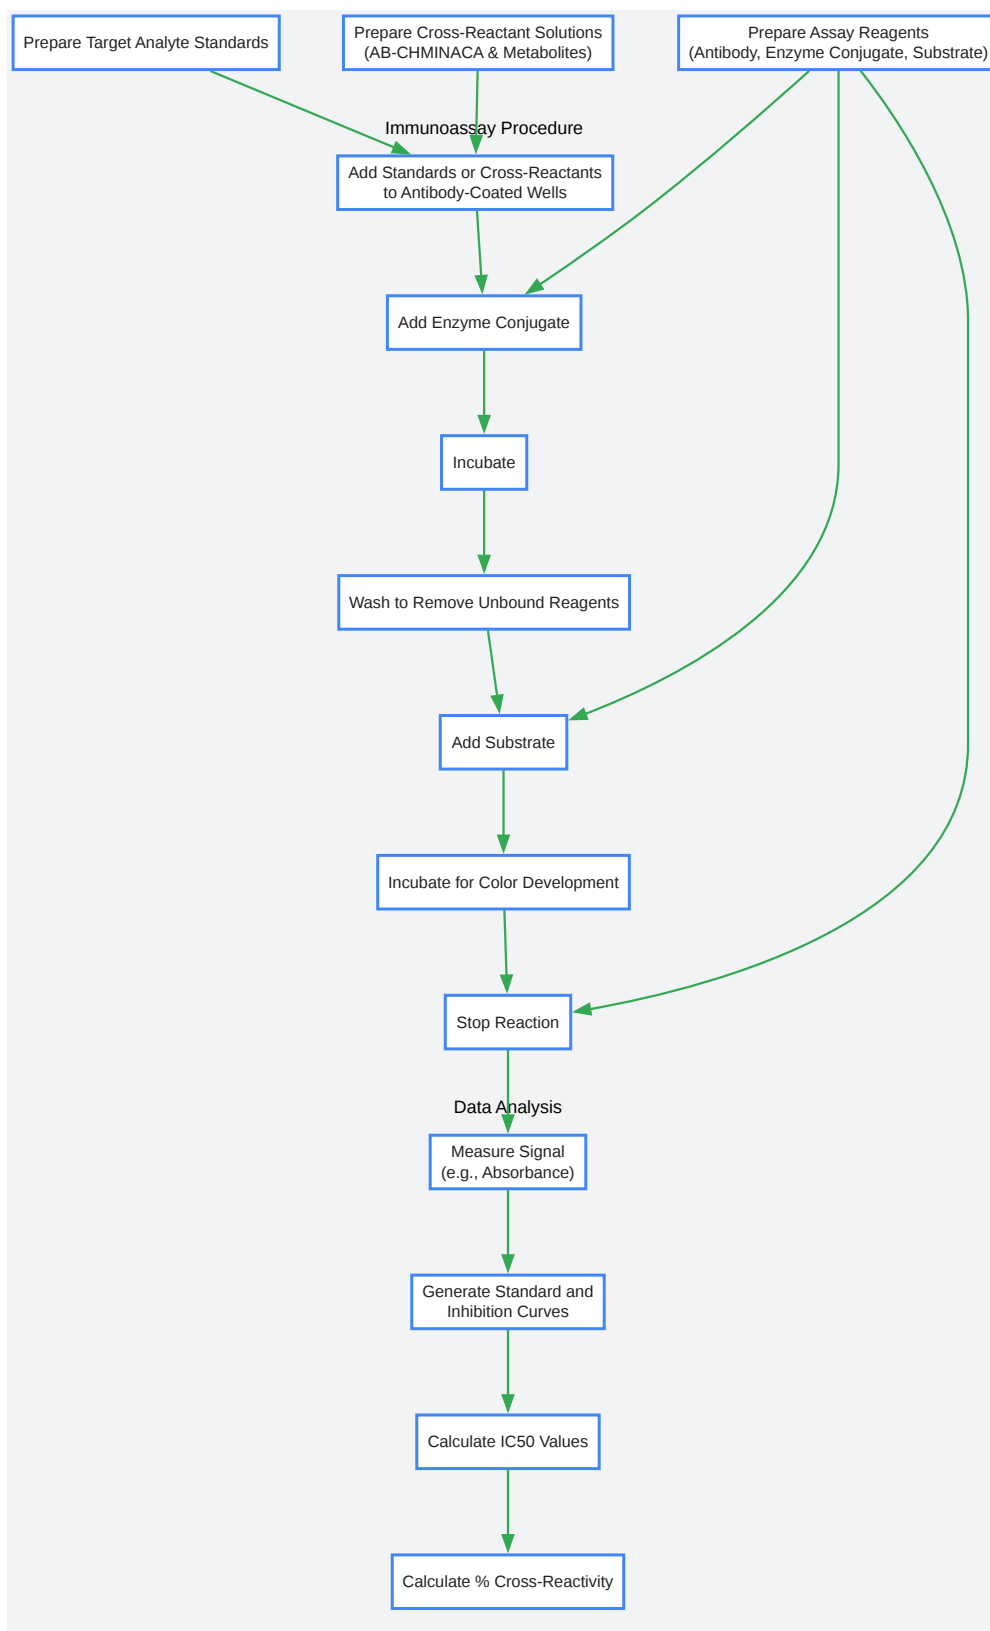 Prepare Target Analyte Standards
Prepare Cross-Reactant Solutions
(AB-CHMINACA & Metabolites)
Prepare Assay Reagents
(Antibody, Enzyme Conjugate, Substrate)
Immunoassay Procedure
Add Standards or Cross-Reactants
to Antibody-Coated Wells
Add Enzyme Conjugate
Incubate
Wash to Remove Unbound Reagents
Add Substrate
Incubate for Color Development
Stop Reaction
Data Analysis
Measure Signal
(e.g., Absorbance)
Generate Standard and
Inhibition Curves
Calculate IC50 Values
Calculate % Cross-Reactivity